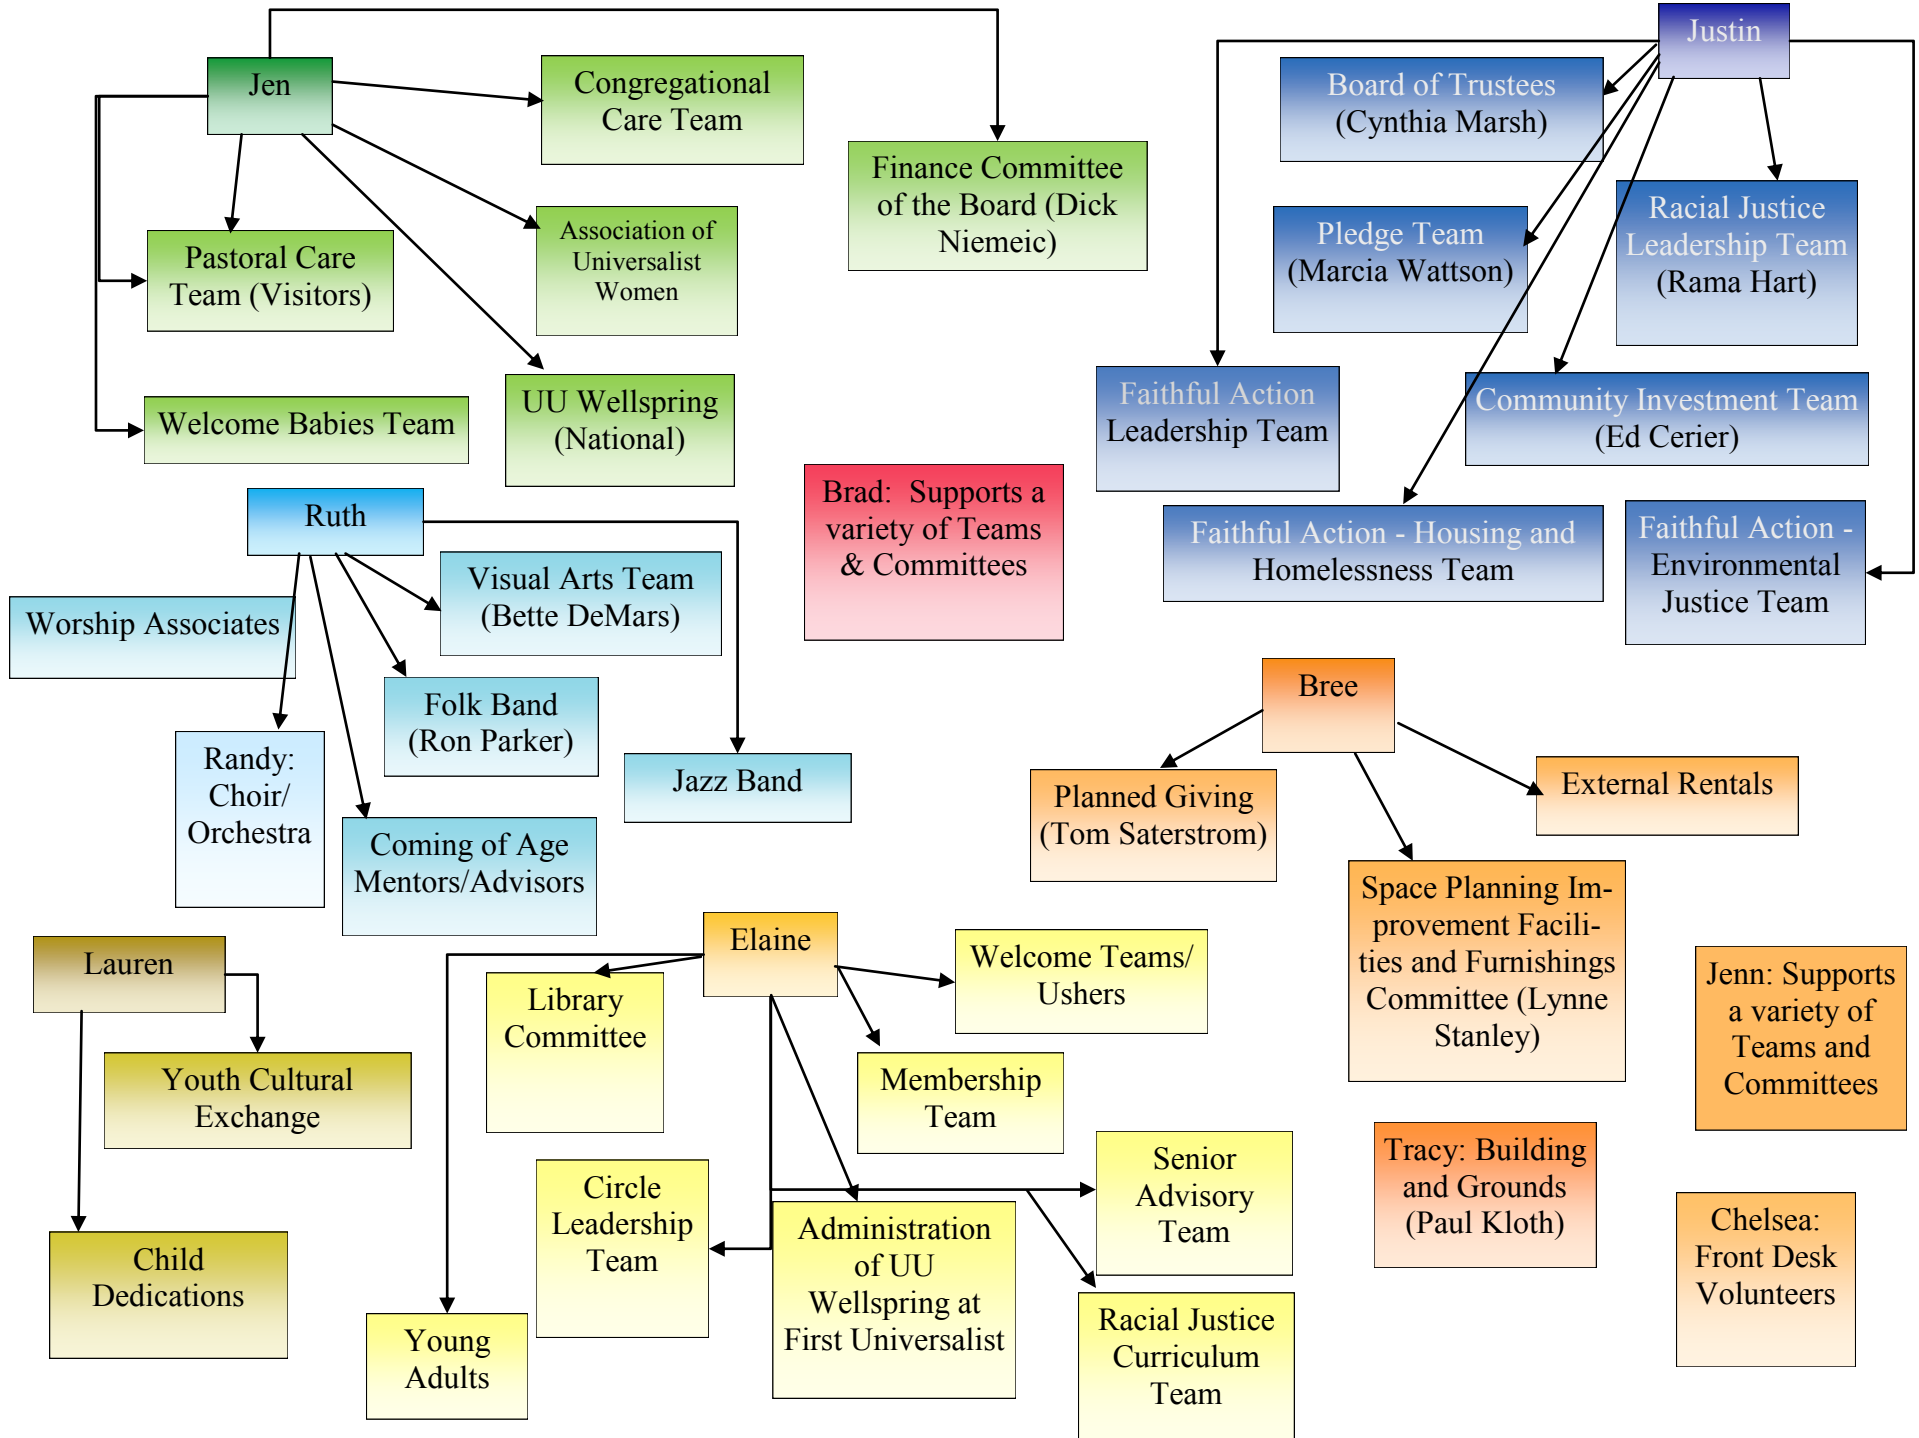 Jen
Congregational
Care Team
Finance Committee
of the Board (Dick
Niemeic)
Pastoral Care
Team (Visitors)
Association of
Universalist
Women
Welcome Babies Team
UU Wellspring
(National)
Justin
Board of Trustees
(Cynthia Marsh)
Pledge Team
(Marcia Wattson)
Racial Justice
Leadership Team
(Rama Hart)
Faithful Action
Leadership Team
Community Investment Team
(Ed Cerier)
Faithful Action - Housing and
Homelessness Team
Faithful Action -
Environmental
Justice Team
Brad:  Supports a
variety of Teams
& Committees
Ruth
Visual Arts Team
(Bette DeMars)
Worship Associates
Folk Band
(Ron Parker)
Randy:
Choir/
Orchestra
Jazz Band
Coming of Age
Mentors/Advisors
Bree
Planned Giving
(Tom Saterstrom)
External Rentals
Space Planning Im-
provement Facili-
ties and Furnishings
Committee (Lynne
Stanley)
Jenn: Supports
a variety of
Teams and
Committees
Tracy: Building
and Grounds
(Paul Kloth)
Chelsea:
Front Desk
Volunteers
Lauren
Youth Cultural
Exchange
Child
Dedications
Elaine
Library
Committee
Welcome Teams/
Ushers
Membership
Team
Circle
Leadership
Team
Administration
of UU
Wellspring at
First Universalist
Senior
Advisory
Team
Young
Adults
Racial Justice
Curriculum
Team